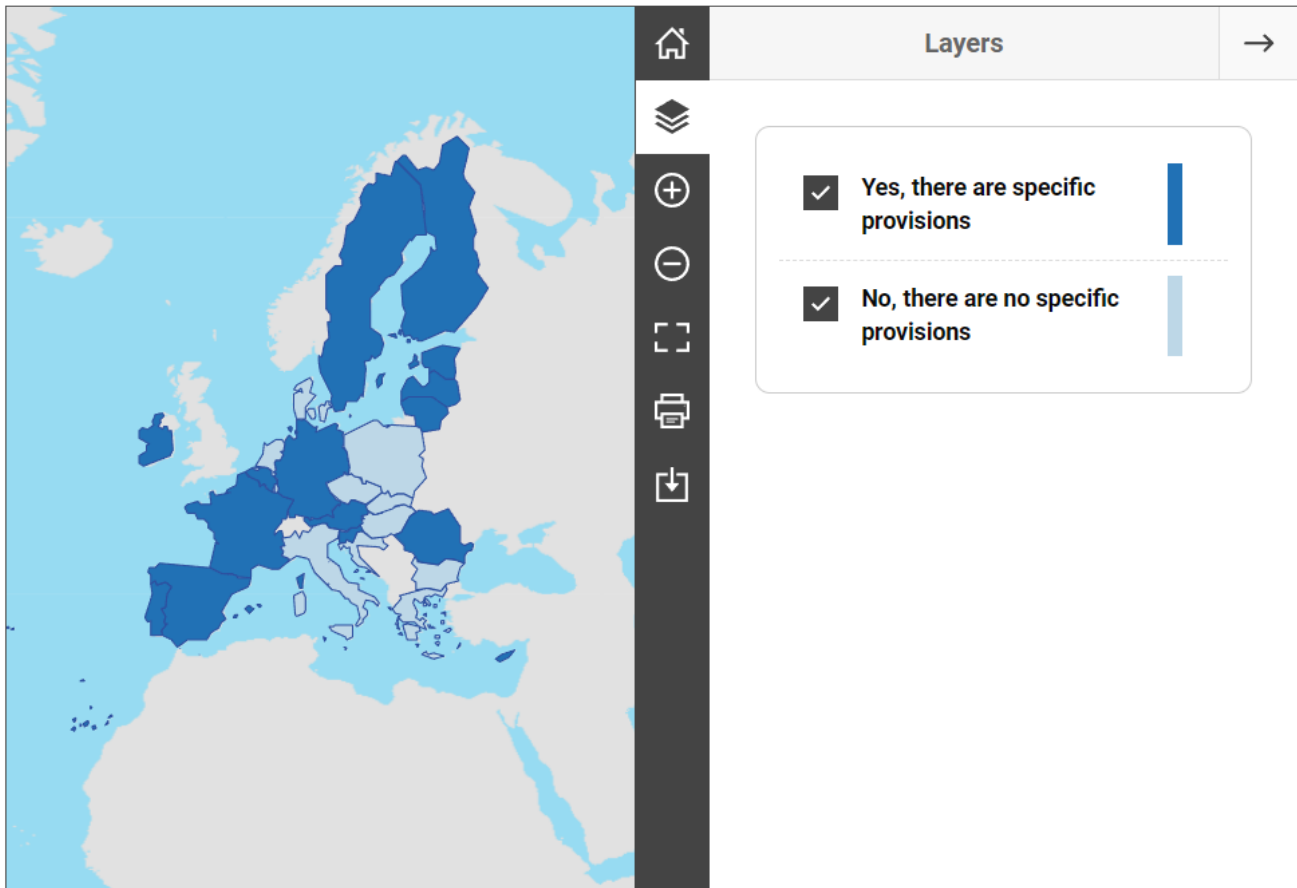 Layers
Yes, there are specific
provisions
No, there are no specific
provisions